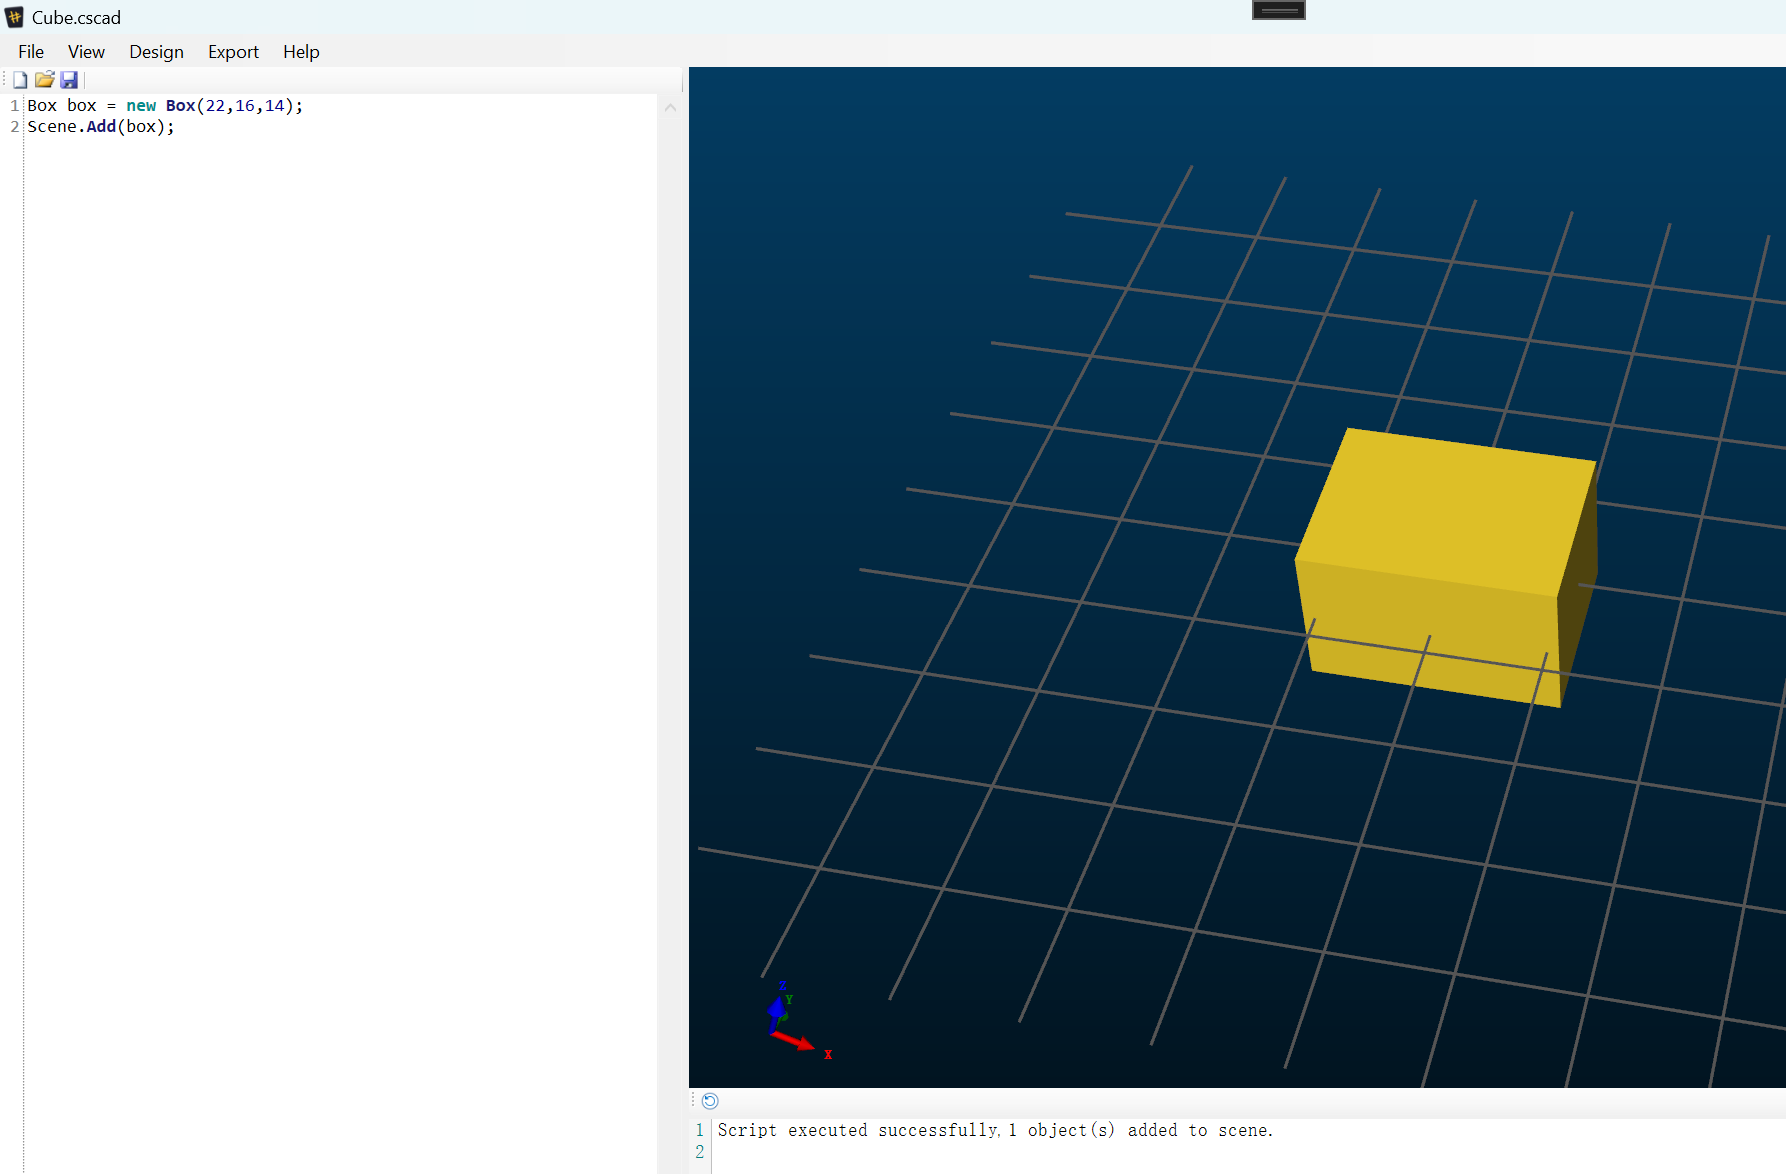 Cube.cscad
File View Design Export Help
1 Box box = new Box(22,16,14);
2 Scene.Add(box);
X
Y
X
1 Script executed successfully, 1 object(s) added to scene.
2